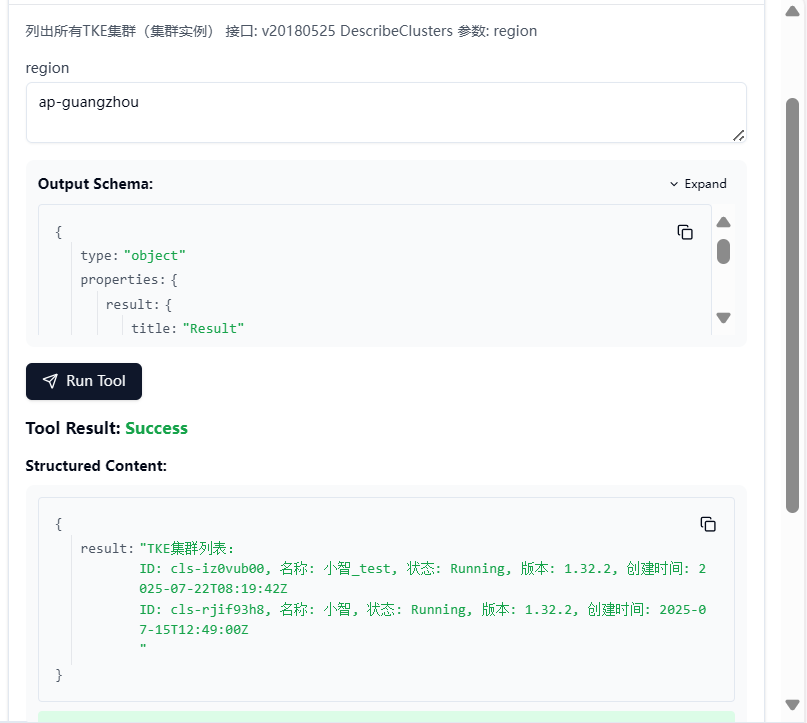 列出所有TKE集群（集群实例） 接口: v20180525 DescribeClusters 参数: region
region
ap-guangzhou
Output Schema:
Expand
{
type: "object"
properties: {
result: {
title: "Result"
Run Tool
Tool Result: Success
Structured Content:
{
result: "TKE集群列表:
ID: cls-iz0vub00, 名称: 小智_test, 状态: Running, 版本: 1.32.2, 创建时间: 2
025-07-22T08:19:42Z
ID: cls-rjif93h8, 名称: 小智, 状态: Running, 版本: 1.32.2, 创建时间: 2025-0
7-15T12:49:00Z
"
}